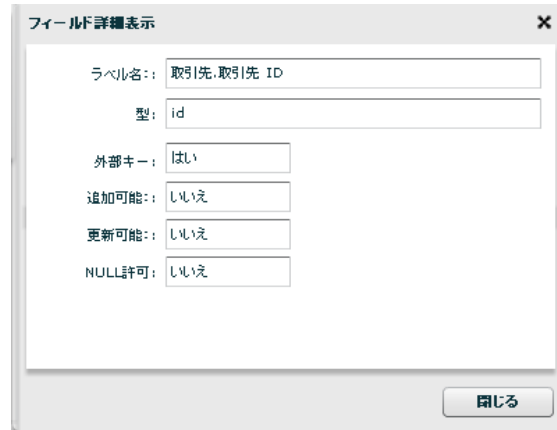 フィールド詳細表示
ラベル名：: 取引先.取引先 ID
型: id
外部キー: はい
追加可能：: いいえ
更新可能：: いいえ
NULL許可: いいえ
閉じる